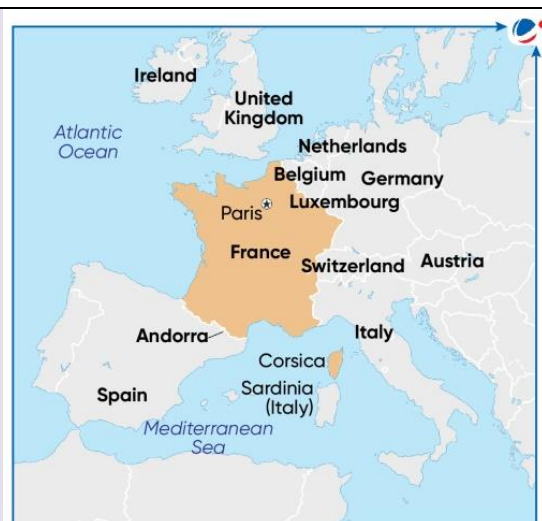 Ireland
United
Kingdom
Atlantic
Ocean
Netherlands
Belgium
Germany
Luxembourg
Paris
France
Switzerland
Austria
Andorra
Italy
Corsica
Sardinia
(Italy)
Spain
Mediterranean
Sea